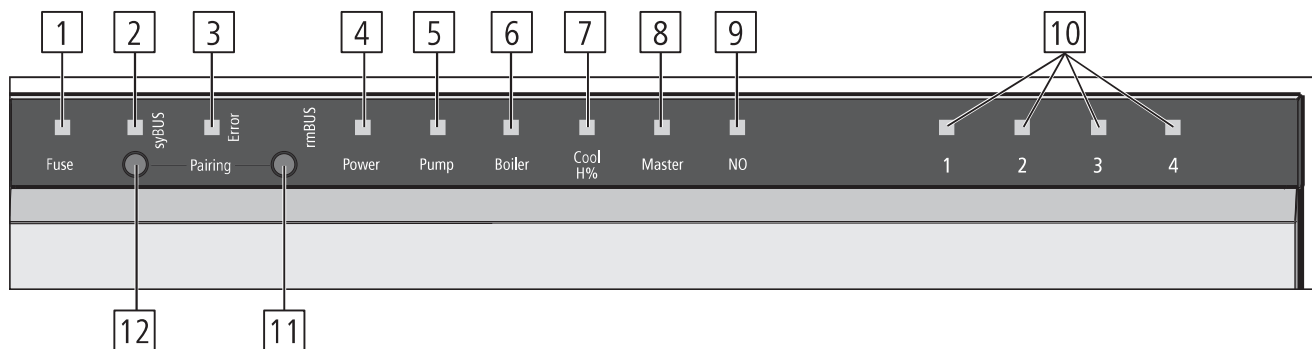 1 2 3 4 5 6 7 8 9 10
syBUS Error rmBUS
Fuse Pairing Power Pump Boiler Cool H% Master NO 1 2 3 4
12 11